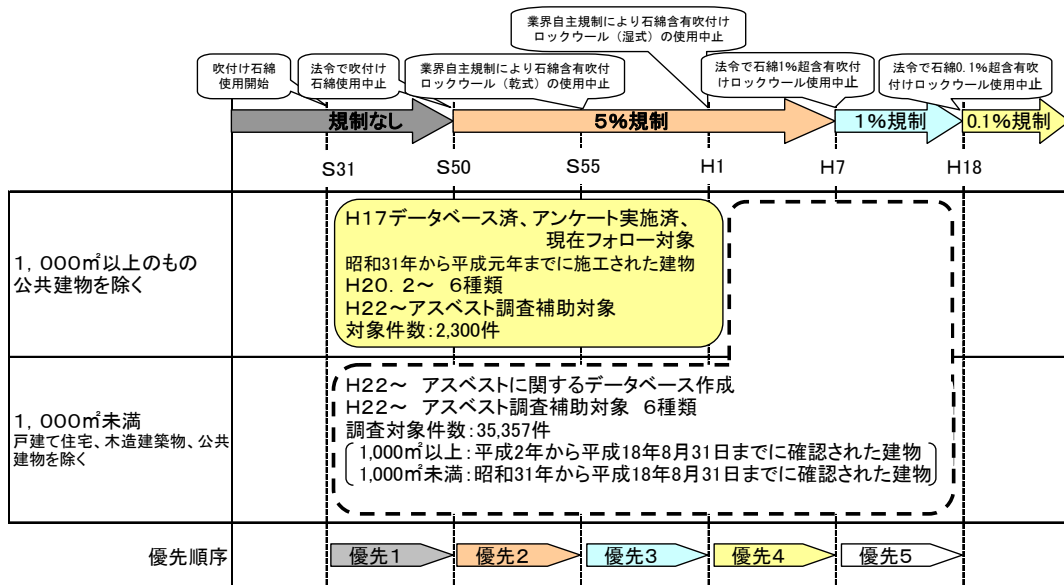 業界自主規制により石綿含有吹付け
ロックウール（湿式）の使用中止
吹付け石綿
使用開始
法令で吹付け
石綿使用中止
業界自主規制により石綿含有吹付け
ロックウール（乾式）の使用中止
法令で石綿1％超含有吹付
けロックウール使用中止
法令で石綿0.1％超含有吹
付けロックウール使用中止
規制なし
５％規制
１％規制
0.1％規制
S31
S50
S55
H1
H7
H18
1，000㎡以上のもの
公共建物を除く
H17データベース済、アンケート実施済、
現在フォロー対象
昭和31年から平成元年までに施工された建物
H20．2～　6種類
H22～アスベスト調査補助対象
対象件数：2,300件
1，000㎡未満
戸建て住宅、木造建築物、公共
建物を除く
H22～　アスベストに関するデータベース作成
H22～　アスベスト調査補助対象　6種類
調査対象件数：35,357件
1,000㎡以上：平成2年から平成18年8月31日までに確認された建物
1,000㎡未満：昭和31年から平成18年8月31日までに確認された建物
優先順序
優先1
優先2
優先3
優先4
優先5